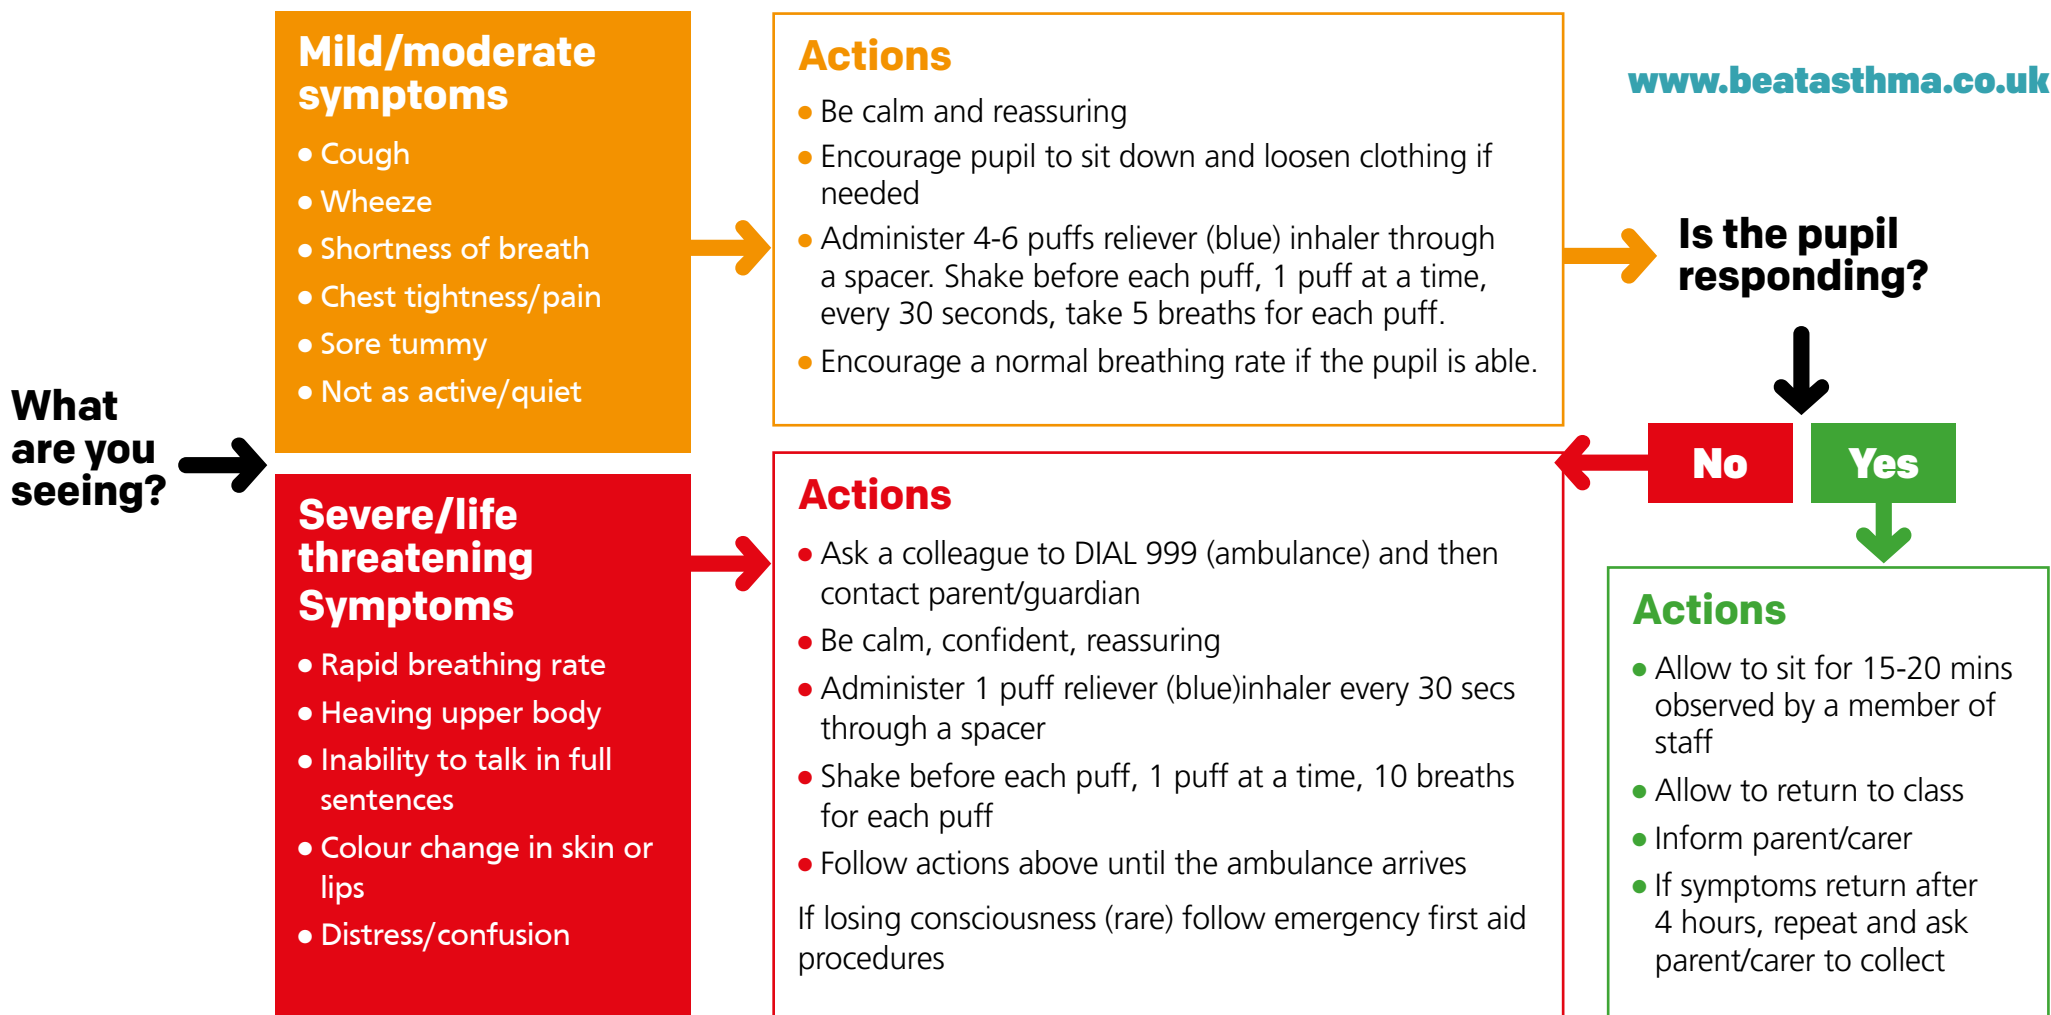 What
are you
seeing?
Mild/moderate
symptoms
• Cough
• Wheeze
• Shortness of breath
• Chest tightness/pain
• Sore tummy
• Not as active/quiet
Actions
• Be calm and reassuring
• Encourage pupil to sit down and loosen clothing if
needed
• Administer 4-6 puffs reliever (blue) inhaler through
a spacer. Shake before each puff, 1 puff at a time,
every 30 seconds, take 5 breaths for each puff.
• Encourage a normal breathing rate if the pupil is able.
www.beatasthma.co.uk
Is the pupil
responding?
No
Yes
Severe/life
threatening
Symptoms
• Rapid breathing rate
• Heaving upper body
• Inability to talk in full
sentences
• Colour change in skin or
lips
• Distress/confusion
Actions
• Ask a colleague to DIAL 999 (ambulance) and then
contact parent/guardian
• Be calm, confident, reassuring
• Administer 1 puff reliever (blue)inhaler every 30 secs
through a spacer
• Shake before each puff, 1 puff at a time, 10 breaths
for each puff
• Follow actions above until the ambulance arrives
If losing consciousness (rare) follow emergency first aid
procedures
Actions
• Allow to sit for 15-20 mins
observed by a member of
staff
• Allow to return to class
• Inform parent/carer
• If symptoms return after
4 hours, repeat and ask
parent/carer to collect